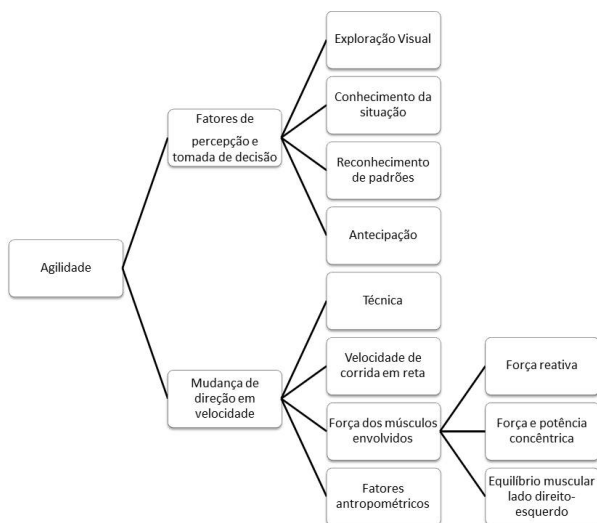 Agilidade
Fatores de
percepção e
tomada de decisão
Exploração Visual
Conhecimento da
situação
Reconhecimento
de padrões
Antecipação
Mudança de
direção em
velocidade
Técnica
Velocidade de
corrida em reta
Força dos músculos
envolvidos
Fatores
antropométricos
Força reativa
Força e potência
concêntrica
Equilíbrio muscular
lado direito-
esquerdo